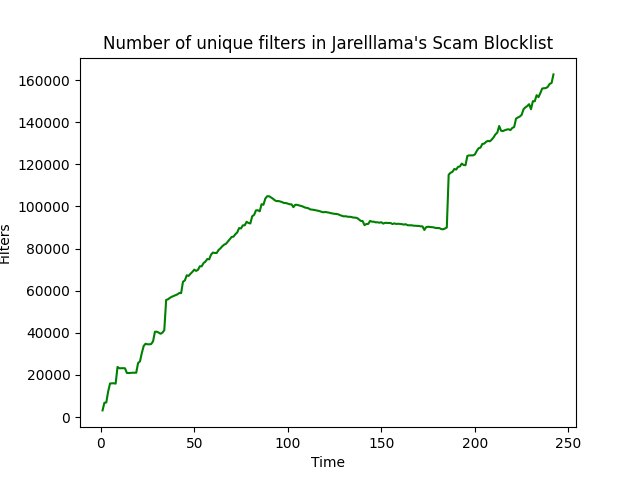 Number of unique filters in Jarelllama's Scam Blocklist
160000
140000
120000
100000
80000
60000
40000
20000
0
Filters
0 50 100 150 200 250
Time